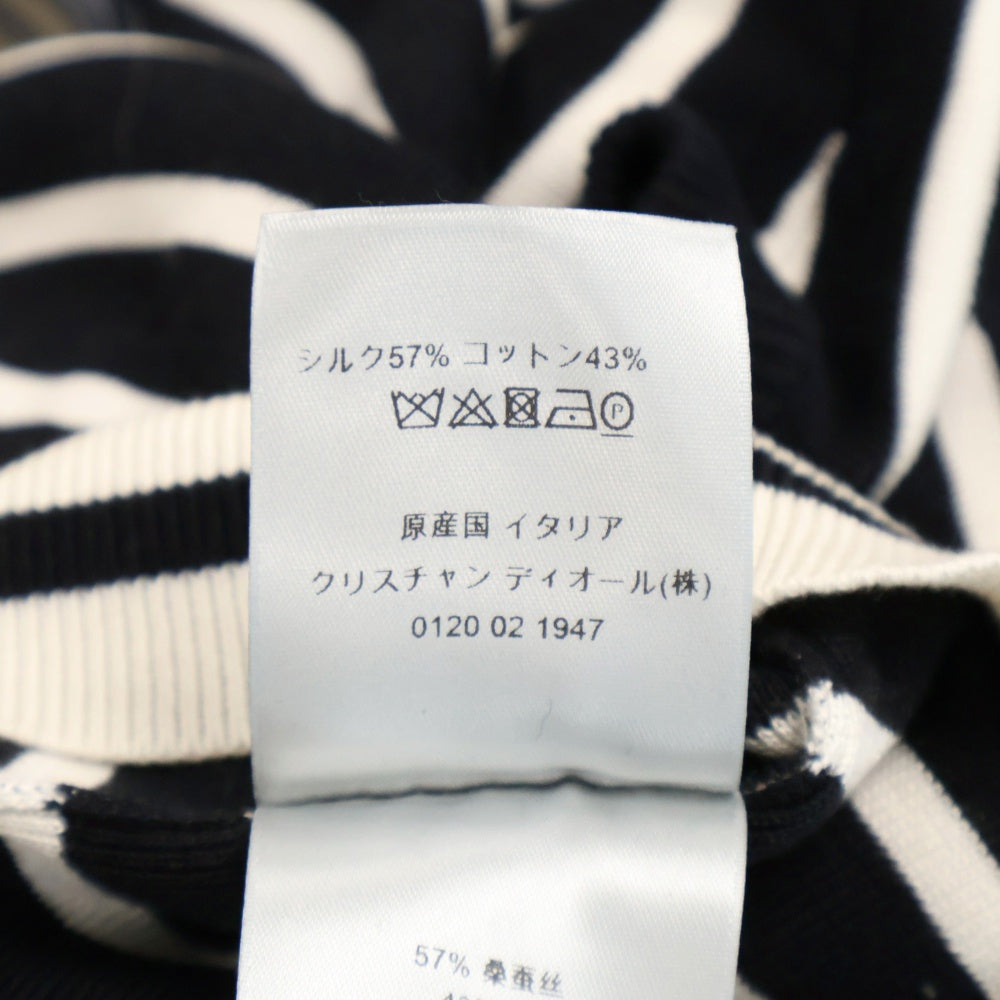 シルク57% コットン43%
P
原産国 イタリア
クリスチャン ディオール(株)
0120 02 1947
57% 桑蚕丝